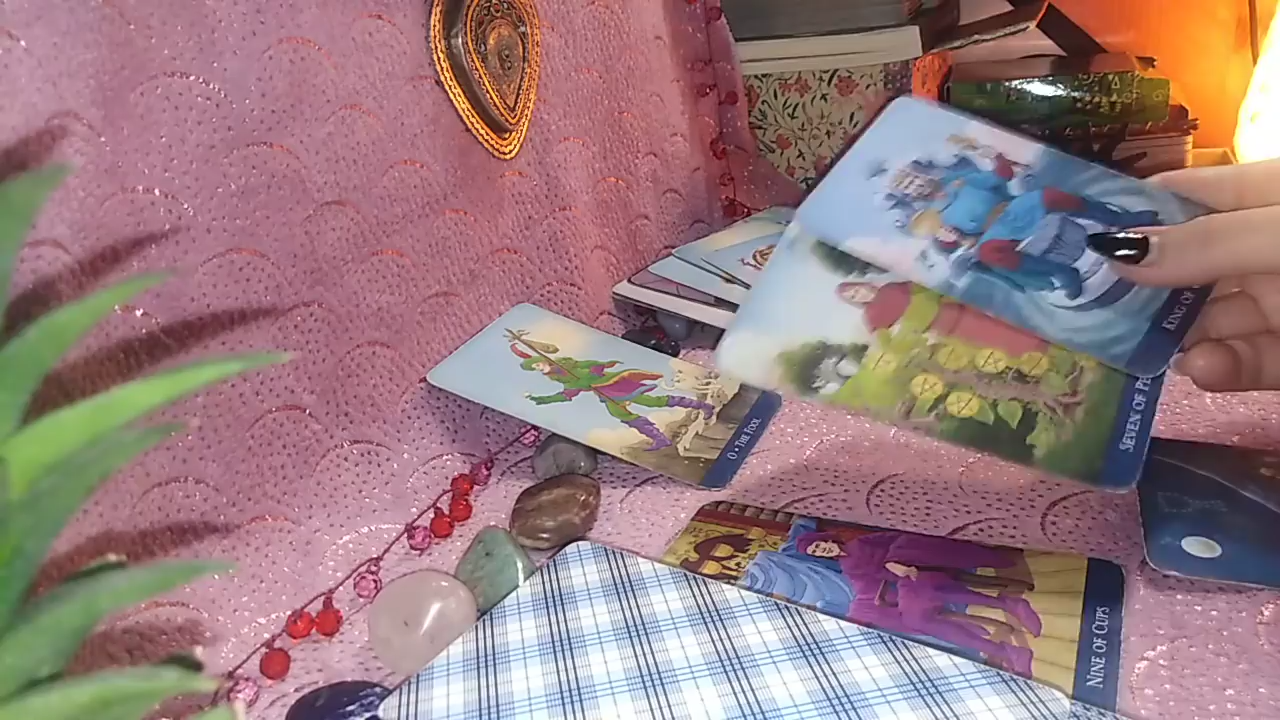 KING OF
SEVEN OF PE
0 • THE FOOL
NINE OF CUPS